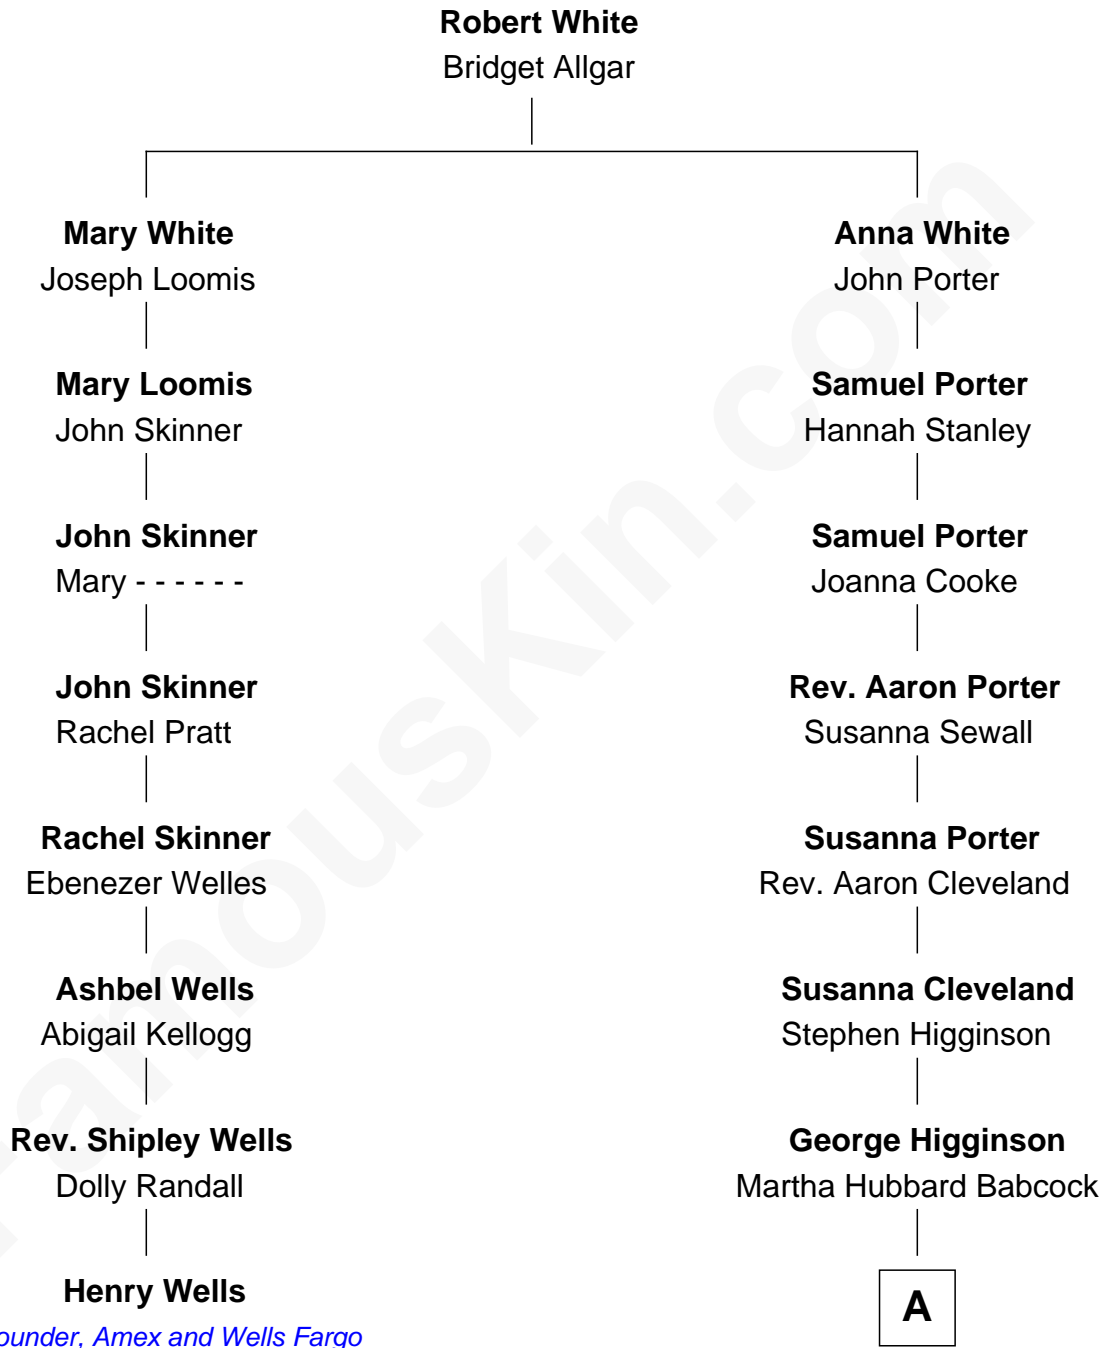 Robert White
Bridget Allgar
Mary White
Joseph Loomis
Anna White
John Porter
Mary Loomis
John Skinner
Samuel Porter
Hannah Stanley
John Skinner
Mary - - - - - -
Samuel Porter
Joanna Cooke
John Skinner
Rachel Pratt
Rev. Aaron Porter
Susanna Sewall
Rachel Skinner
Ebenezer Welles
Susanna Porter
Rev. Aaron Cleveland
Ashbel Wells
Abigail Kellogg
Susanna Cleveland
Stephen Higginson
Rev. Shipley Wells
Dolly Randall
George Higginson
Martha Hubbard Babcock
Henry Wells
ounder, Amex and Wells Fargo
A
FamousKin.com